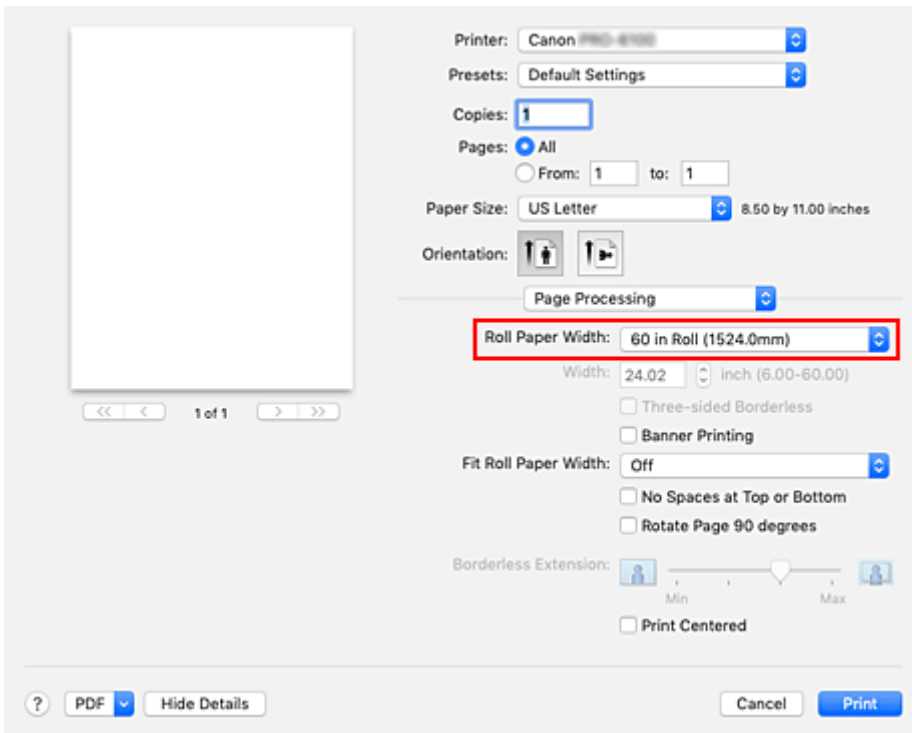 Printer: Canon
Presets: Default Settings
Copies: 1
Pages: All
From: 1 to: 1
Paper Size: US Letter 8.50 by 11.00 inches
Orientation:
Page Processing
Roll Paper Width: 60 in Roll (1524.0mm)
Width: 24.02 inch (6.00-60.00)
Three-sided Borderless
Banner Printing
Fit Roll Paper Width: Off
No Spaces at Top or Bottom
Rotate Page 90 degrees
Borderless Extension:
Min Max
Print Centered
<< < 1 of 1 > >>
? PDF Hide Details Cancel Print